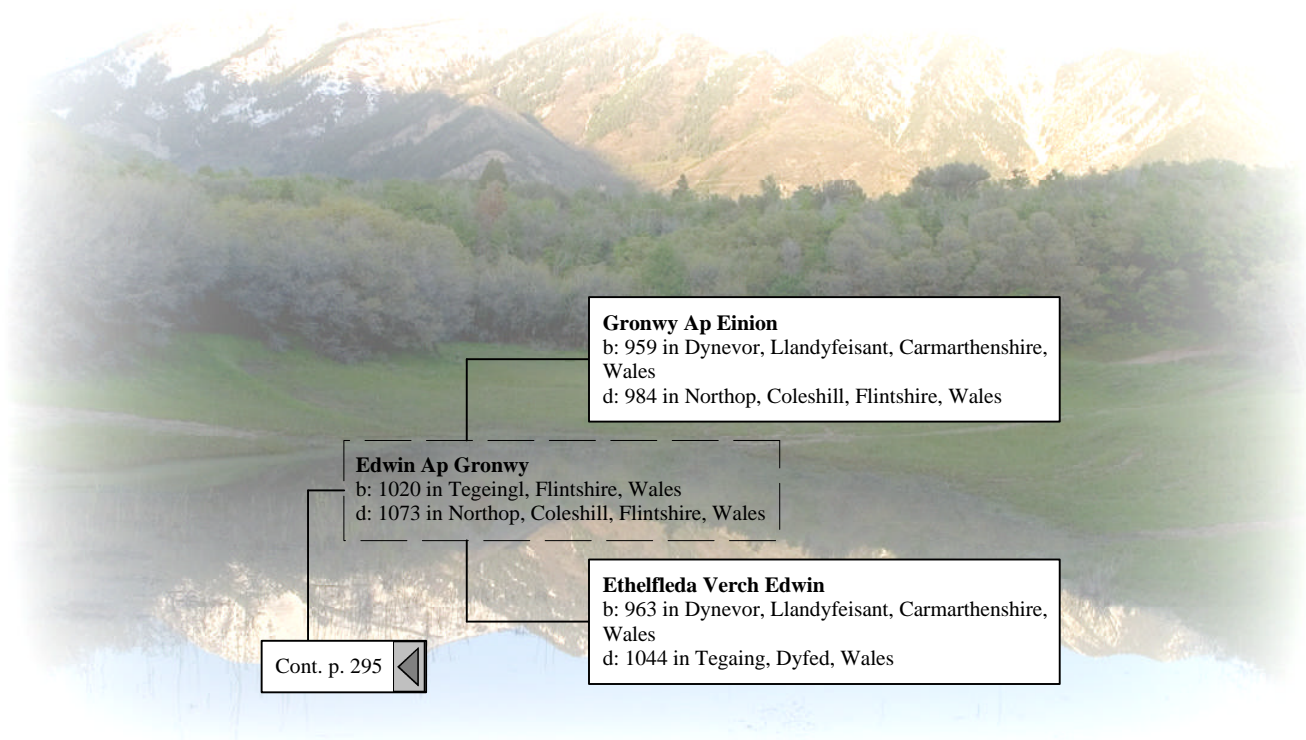 Gronwy Ap Einion
b: 959 in Dynevor, Llandyfeisant, Carmarthenshire,
Wales
d: 984 in Northop, Coleshill, Flintshire, Wales
Edwin Ap Gronwy
b: 1020 in Tegeingl, Flintshire, Wales
d: 1073 in Northop, Coleshill, Flintshire, Wales
Ethelfleda Verch Edwin
b: 963 in Dynevor, Llandyfeisant, Carmarthenshire,
Wales
d: 1044 in Tegaing, Dyfed, Wales
Cont. p. 295